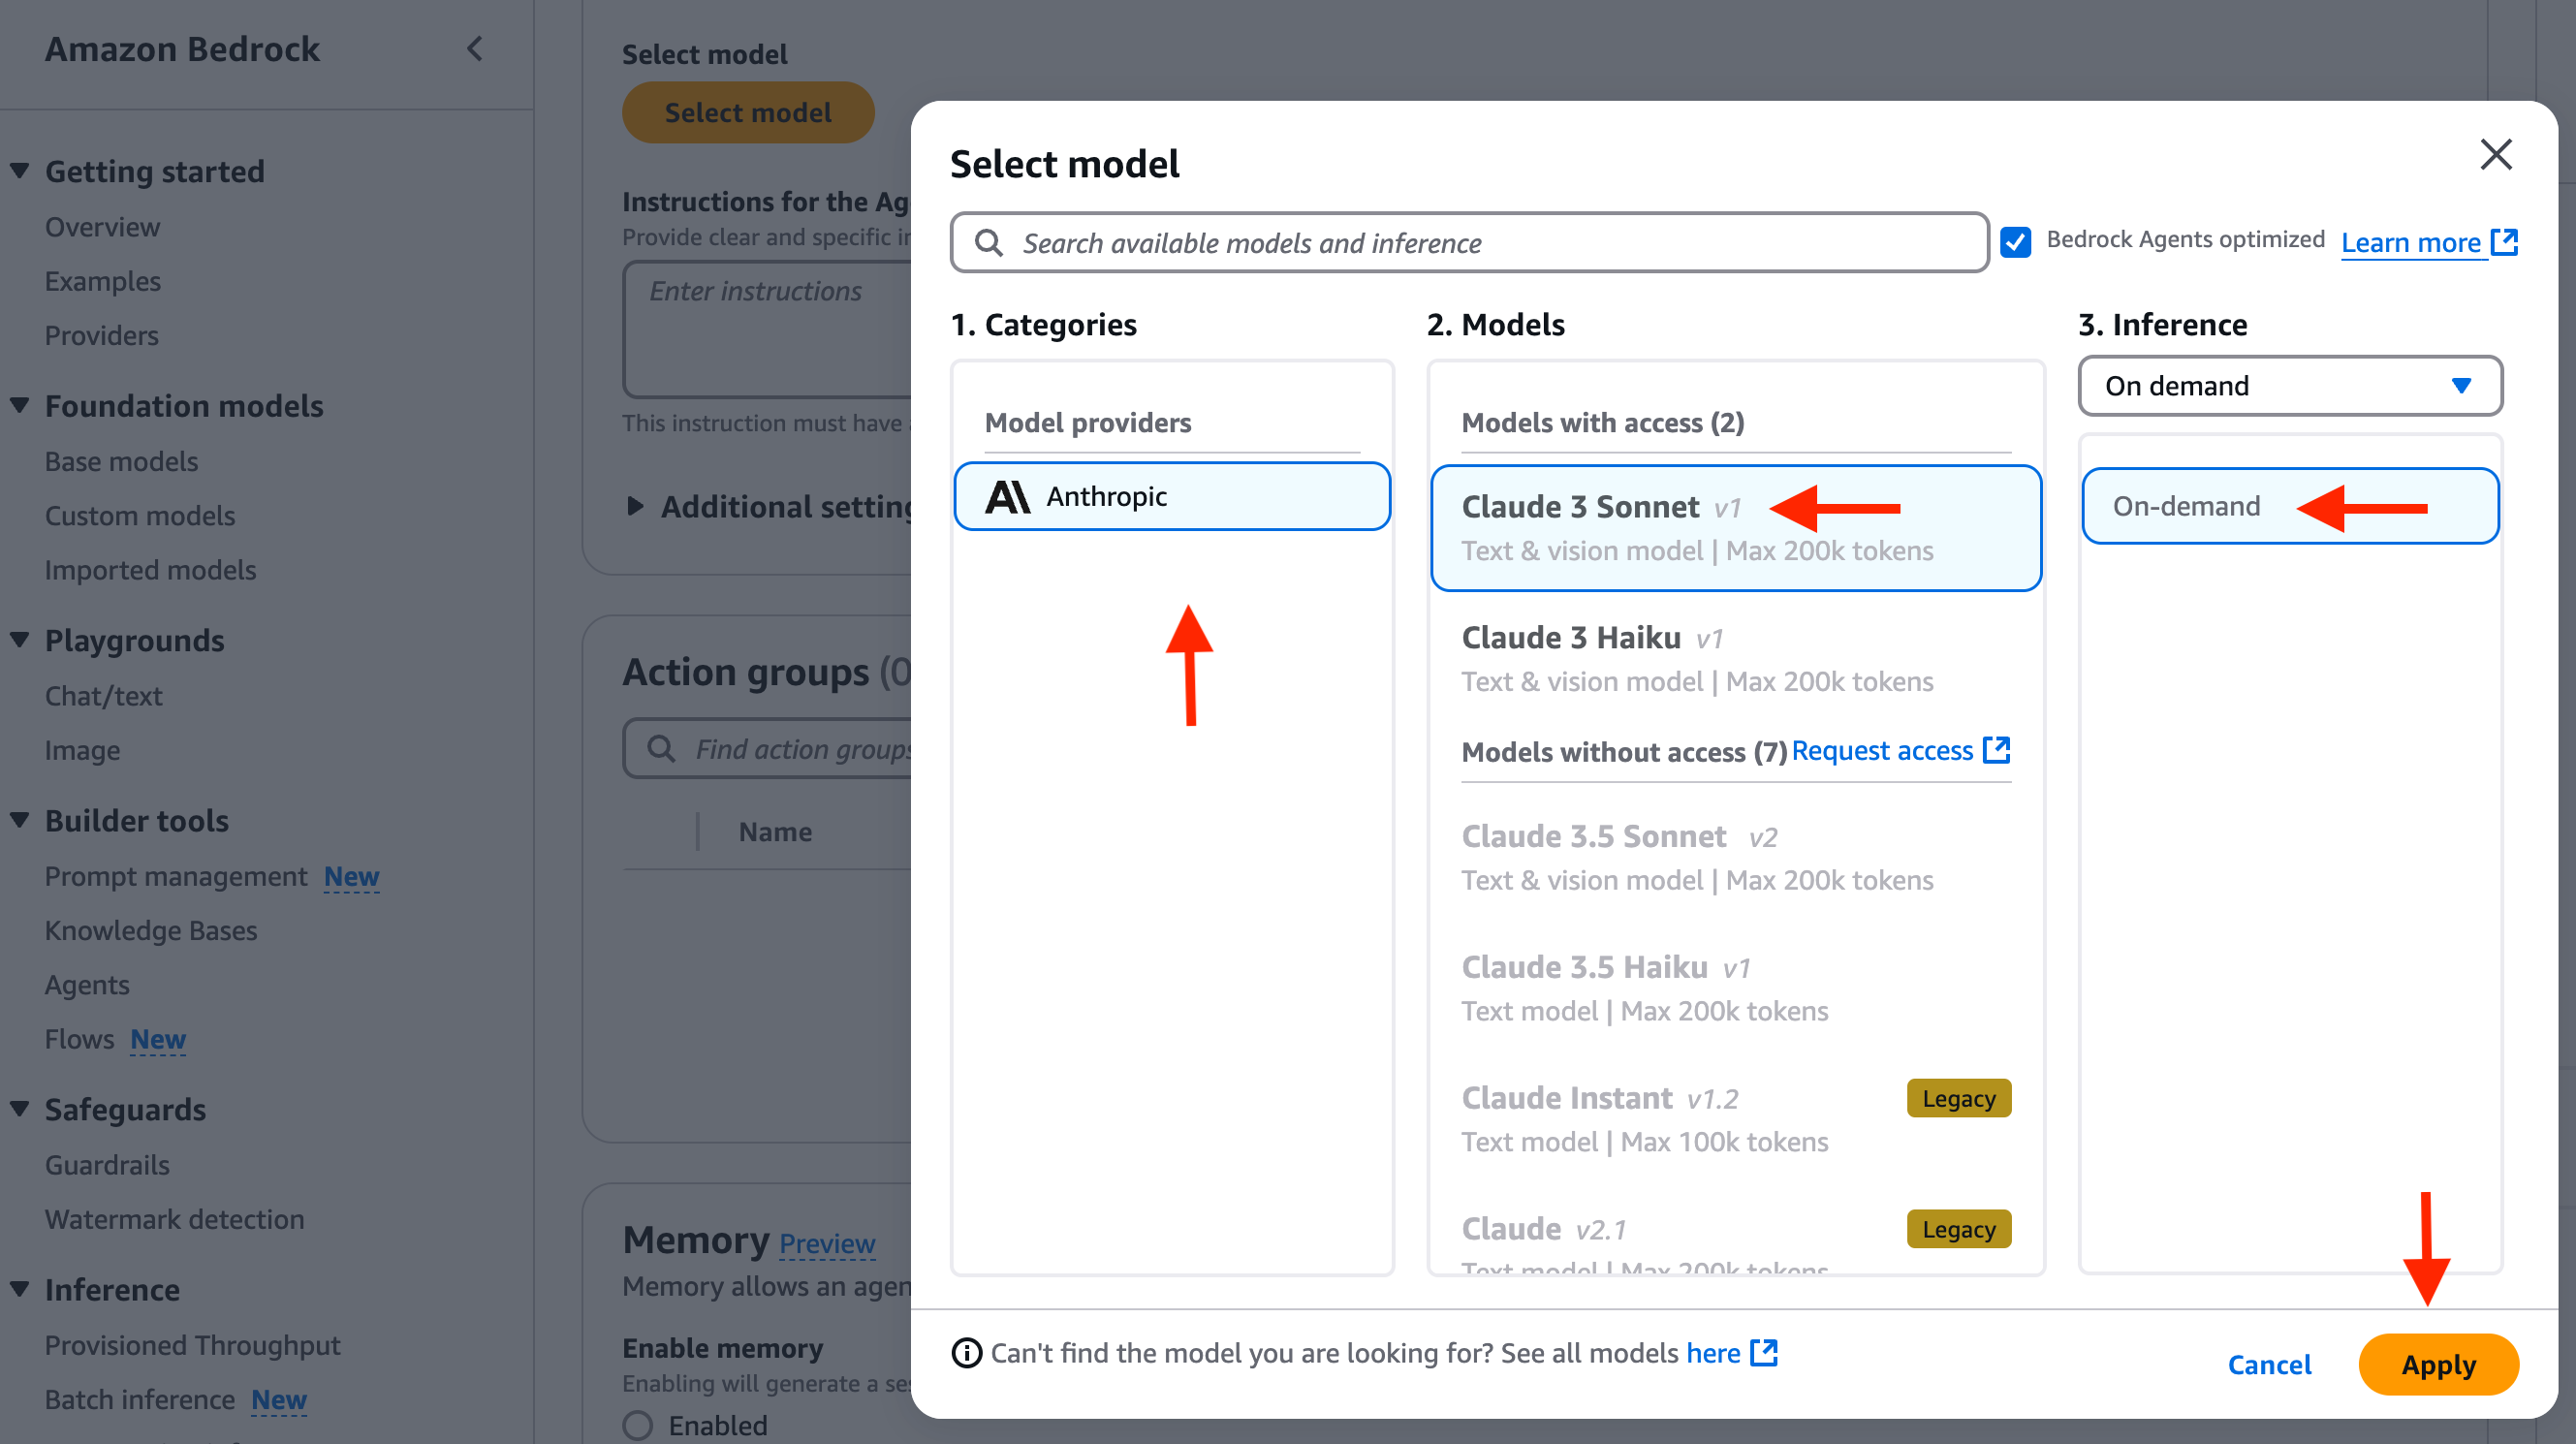 Amazon Bedrock
Getting started
Overview
Examples
Providers
Foundation models
Base models
Custom models
Imported models
Playgrounds
Chat/text
Image
Builder tools
Prompt management New
Knowledge Bases
Agents
Flows New
Safeguards
Guardrails
Watermark detection
Inference
Provisioned Throughput
Batch inference New
Select model
Select model
Instructions for the
Provide clear and specific
Enter instructions
This instruction must have
Additional
Action groups
Find action
Name
Memory Preview
Memory allows an
Enable memory
Enabling will generate a
Enabled
Select model
Search available models and inference
Bedrock Agents optimized Learn more
1. Categories
Model providers
Anthropic
2. Models
Models with access (2)
Claude 3 Sonnet v1
Text & vision model | Max 200k tokens
Claude 3 Haiku v1
Text & vision model | Max 200k tokens
Models without access (7) Request access
Claude 3.5 Sonnet v2
Text & vision model | Max 200k tokens
Claude 3.5 Haiku v1
Text model | Max 200k tokens
Claude Instant v1.2 Legacy
Text model | Max 100k tokens
Claude v2.1 Legacy
Text model | Max 200k tokens
3. Inference
On demand
On-demand
Can't find the model you are looking for? See all models here
Cancel
Apply